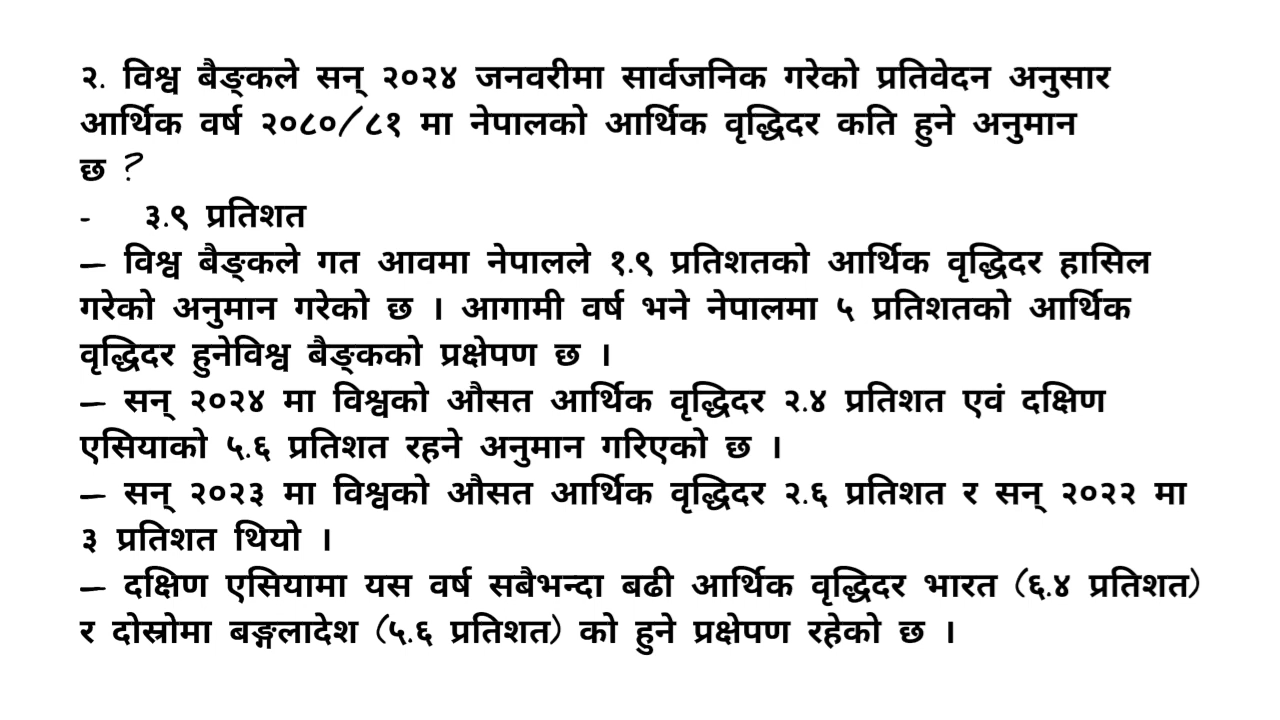 २. विश्व बैङ्कले सन् २०२४ जनवरीमा सार्वजनिक गरेको प्रतिवेदन अनुसार
आर्थिक वर्ष २०८०/८१ मा नेपालको आर्थिक वृद्धिदर कति हुने अनुमान
छ ?
- ३.९ प्रतिशत
– विश्व बैङ्कले गत आवमा नेपालले १.९ प्रतिशतको आर्थिक वृद्धिदर हासिल
गरेको अनुमान गरेको छ । आगामी वर्ष भने नेपालमा ५ प्रतिशतको आर्थिक
वृद्धिदर हुनेविश्व बैङ्कको प्रक्षेपण छ ।
– सन् २०२४ मा विश्वको औसत आर्थिक वृद्धिदर २.४ प्रतिशत एवं दक्षिण
एसियाको ५.६ प्रतिशत रहने अनुमान गरिएको छ ।
– सन् २०२३ मा विश्वको औसत आर्थिक वृद्धिदर २.६ प्रतिशत र सन् २०२२ मा
३ प्रतिशत थियो ।
– दक्षिण एसियामा यस वर्ष सबैभन्दा बढी आर्थिक वृद्धिदर भारत (६.४ प्रतिशत)
र दोस्रोमा बङ्गलादेश (५.६ प्रतिशत) को हुने प्रक्षेपण रहेको छ ।